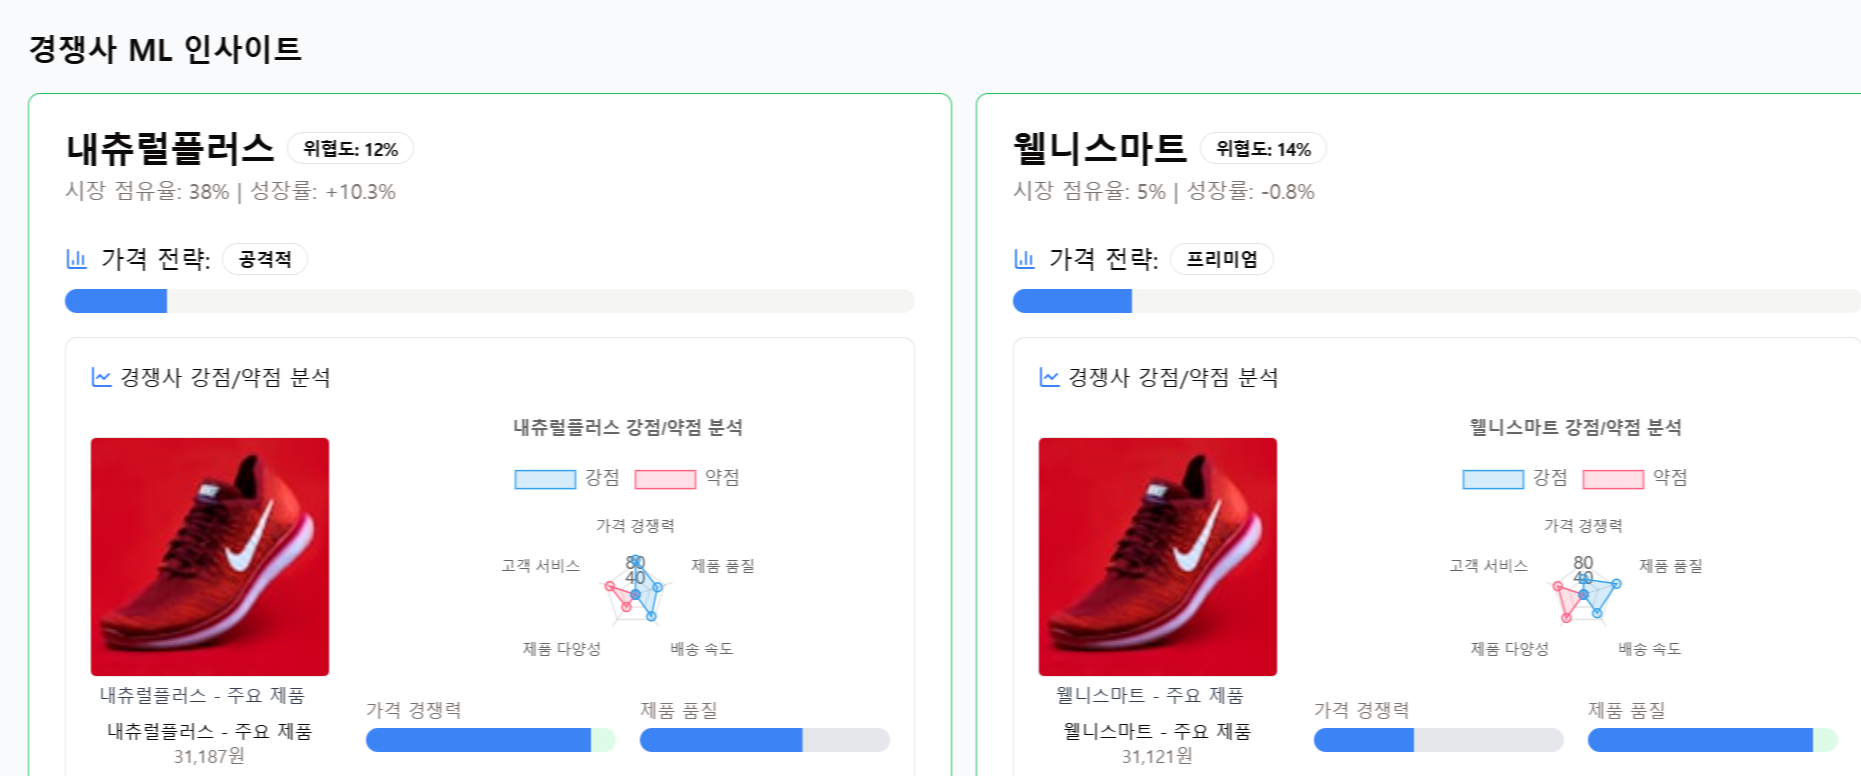 경쟁사 ML 인사이트
내츄럴플러스 위협도: 12%
시장 점유율: 38% | 성장률: +10.3%
가격 전략: 공격적
경쟁사 강점/약점 분석
내츄럴플러스 강점/약점 분석
강점 약점
가격 경쟁력
고객 서비스 80 제품 품질
40
제품 다양성 배송 속도
내츄럴플러스 - 주요 제품
내츄럴플러스 - 주요 제품
31,187원
가격 경쟁력 제품 품질
웰니스마트 위협도: 14%
시장 점유율: 5% | 성장률: -0.8%
가격 전략: 프리미엄
경쟁사 강점/약점 분석
웰니스마트 강점/약점 분석
강점 약점
가격 경쟁력
고객 서비스 80 제품 품질
40
제품 다양성 배송 속도
웰니스마트 - 주요 제품
웰니스마트 - 주요 제품
31,121원
가격 경쟁력 제품 품질